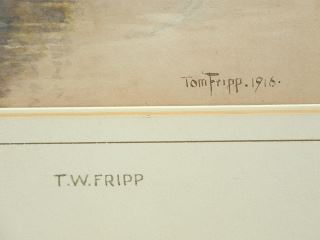 Tom Fripp. 1916.
T.W. FRIPP